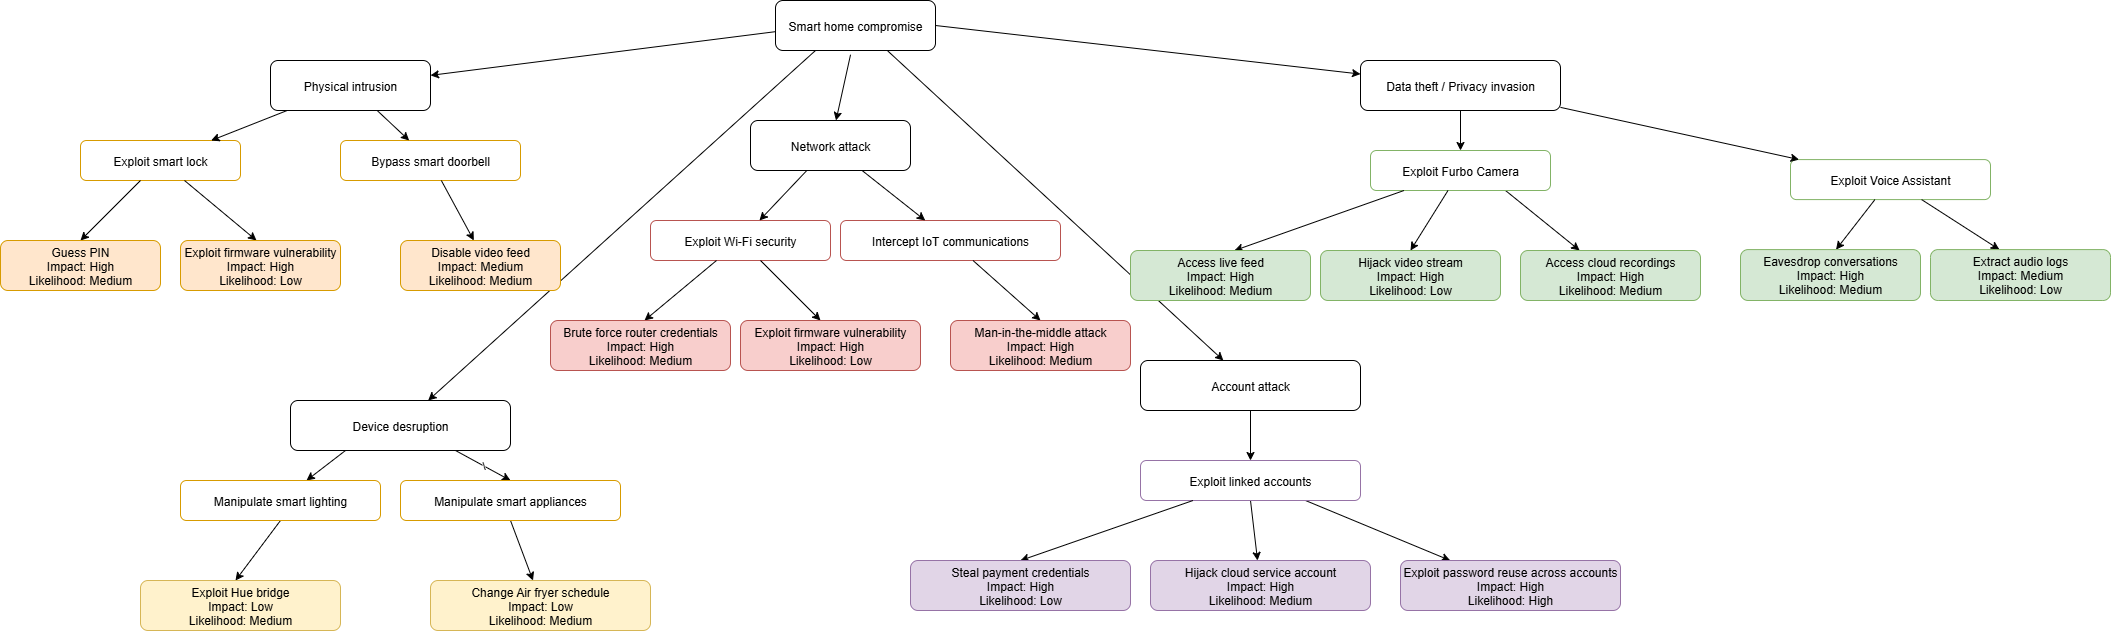 Smart home compromise
Physical intrusion
Data theft / Privacy invasion
Network attack
Exploit smart lock
Bypass smart doorbell
Exploit Furbo Camera
Exploit Voice Assistant
Exploit Wi-Fi security
Intercept IoT communications
Guess PIN
Impact: High
Likelihood: Medium
Exploit firmware vulnerability
Impact: High
Likelihood: Low
Disable video feed
Impact: Medium
Likelihood: Medium
Access live feed
Impact: High
Likelihood: Medium
Hijack video stream
Impact: High
Likelihood: Low
Access cloud recordings
Impact: High
Likelihood: Medium
Eavesdrop conversations
Impact: High
Likelihood: Medium
Extract audio logs
Impact: Medium
Likelihood: Low
Brute force router credentials
Impact: High
Likelihood: Medium
Exploit firmware vulnerability
Impact: High
Likelihood: Low
Man-in-the-middle attack
Impact: High
Likelihood: Medium
Account attack
Device desruption
Exploit linked accounts
Manipulate smart lighting
Manipulate smart appliances
Steal payment credentials
Impact: High
Likelihood: Low
Hijack cloud service account
Impact: High
Likelihood: Medium
Exploit password reuse across accounts
Impact: High
Likelihood: High
Exploit Hue bridge
Impact: Low
Likelihood: Medium
Change Air fryer schedule
Impact: Low
Likelihood: Medium